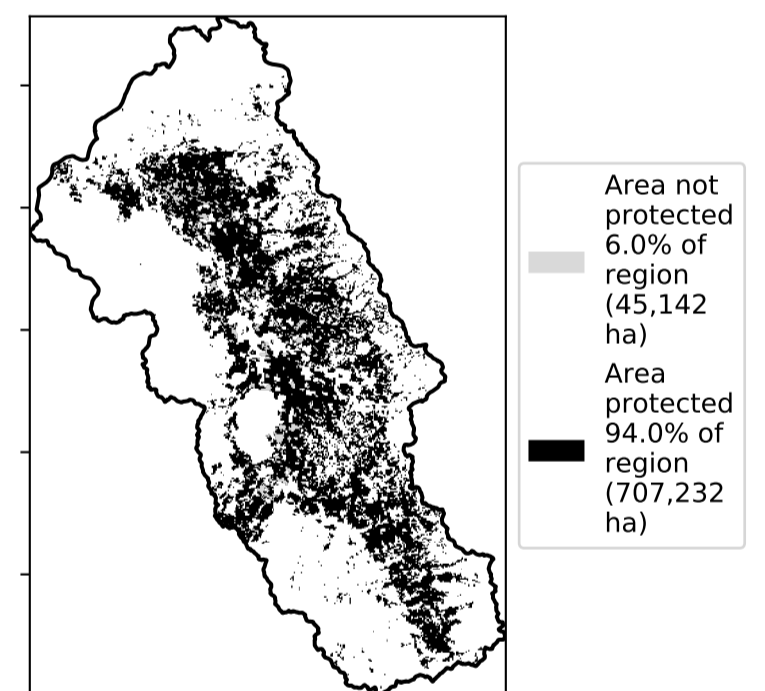 Area not
protected
6.0% of
region
(45,142
ha)
Area
protected
94.0% of
region
(707,232
ha)